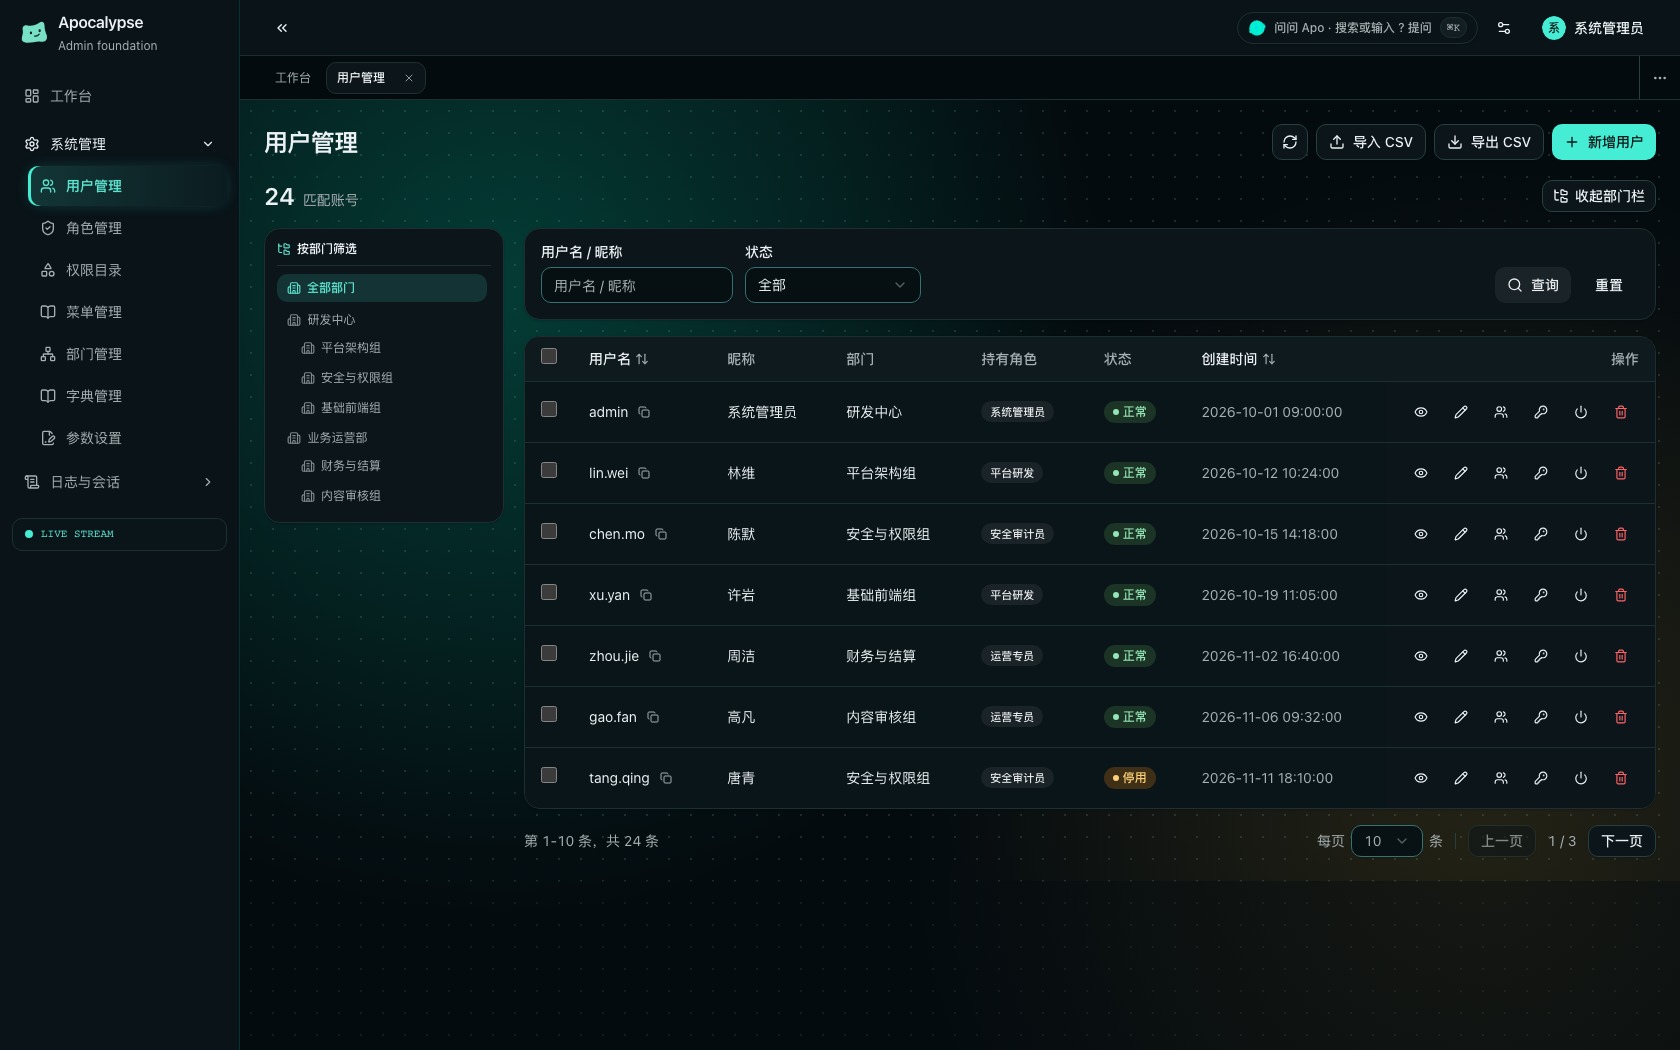 Apocalypse
Admin foundation
工作台
系统管理
用户管理
角色管理
权限目录
菜单管理
部门管理
字典管理
参数设置
日志与会话
LIVE STREAM
问问 Apo · 搜索或输入 ? 提问 ⌘K
系 系统管理员
工作台 用户管理
用户管理
导入 CSV 导出 CSV 新增用户
24 匹配账号
收起部门栏
按部门筛选
全部部门
研发中心
平台架构组
安全与权限组
基础前端组
业务运营部
财务与结算
内容审核组
用户名 / 昵称 状态
用户名 / 昵称 全部 查询 重置
用户名 昵称 部门 持有角色 状态 创建时间 操作
admin 系统管理员 研发中心 系统管理员 正常 2026-10-01 09:00:00
lin.wei 林维 平台架构组 平台研发 正常 2026-10-12 10:24:00
chen.mo 陈默 安全与权限组 安全审计员 正常 2026-10-15 14:18:00
xu.yan 许岩 基础前端组 平台研发 正常 2026-10-19 11:05:00
zhou.jie 周洁 财务与结算 运营专员 正常 2026-11-02 16:40:00
gao.fan 高凡 内容审核组 运营专员 正常 2026-11-06 09:32:00
tang.qing 唐青 安全与权限组 安全审计员 停用 2026-11-11 18:10:00
第 1-10 条，共 24 条
每页 10 条 上一页 1 / 3 下一页